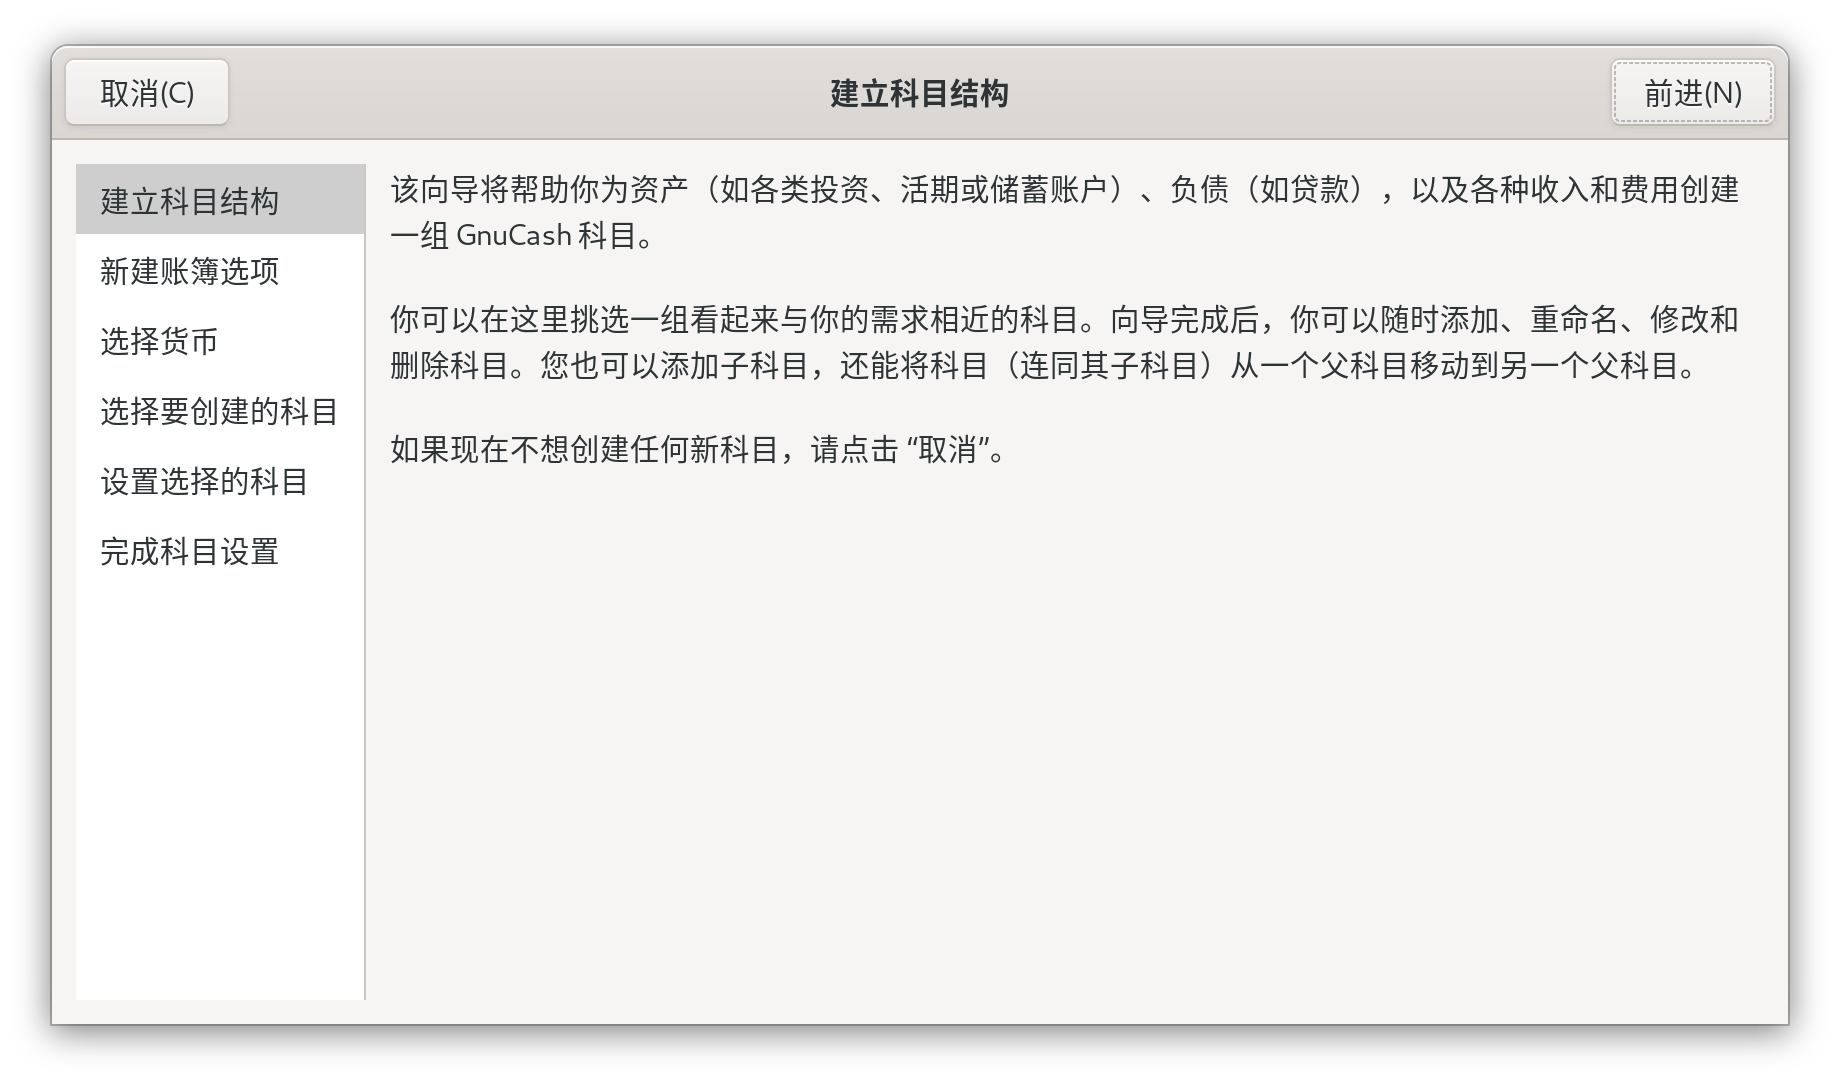 取消(C)
建立科目结构
前进(N)
建立科目结构
新建账簿选项
选择货币
选择要创建的科目
设置选择的科目
完成科目设置
该向导将帮助你为资产（如各类投资、活期或储蓄账户）、负债（如贷款），以及各种收入和费用创建
一组 GnuCash 科目。
你可以在这里挑选一组看起来与你的需求相近的科目。向导完成后，你可以随时添加、重命名、修改和
删除科目。您也可以添加子科目，还能将科目（连同其子科目）从一个父科目移动到另一个父科目。
如果现在不想创建任何新科目，请点击 “取消”。